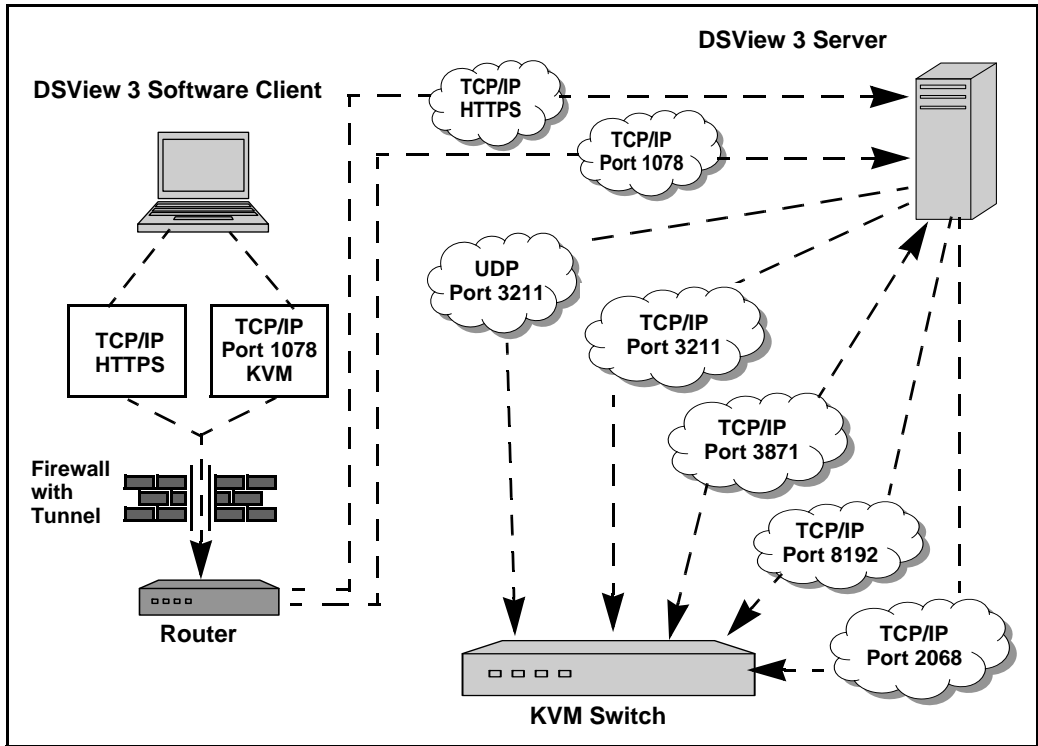 DSView 3 Server
DSView 3 Software Client
TCP/IP
HTTPS
TCP/IP
Port 1078
UDP
Port 3211
TCP/IP
Port 3211
TCP/IP
HTTPS
TCP/IP
Port 1078
KVM
TCP/IP
Port 3871
Firewall
with
Tunnel
TCP/IP
Port 8192
Router
TCP/IP
Port 2068
KVM Switch